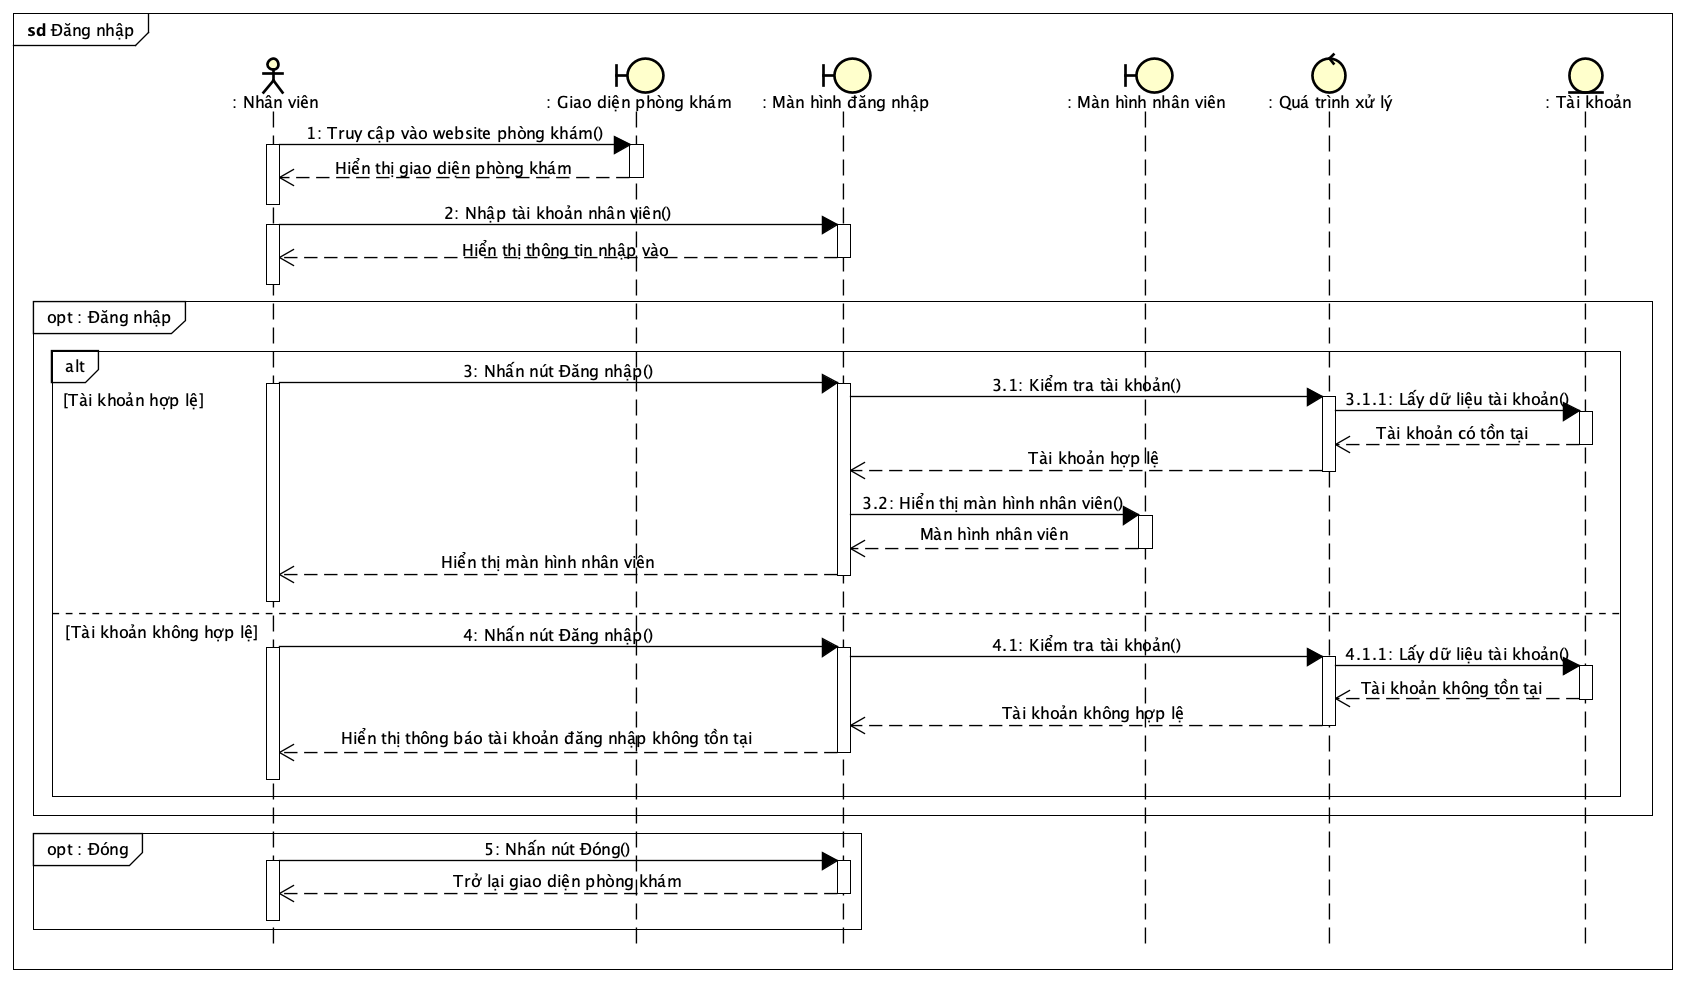 sd Đăng nhập
: Nhân viên
: Giao diện phòng khám
: Màn hình đăng nhập
: Màn hình nhân viên
: Quá trình xử lý
: Tài khoản
1: Truy cập vào website phòng khám()
Hiển thị giao diện phòng khám
2: Nhập tài khoản nhân viên()
Hiển thị thông tin nhập vào
opt : Đăng nhập
alt
[Tài khoản hợp lệ]
3: Nhấn nút Đăng nhập()
3.1: Kiểm tra tài khoản()
3.1.1: Lấy dữ liệu tài khoản()
Tài khoản có tồn tại
Tài khoản hợp lệ
3.2: Hiển thị màn hình nhân viên()
Màn hình nhân viên
Hiển thị màn hình nhân viên
[Tài khoản không hợp lệ]
4: Nhấn nút Đăng nhập()
4.1: Kiểm tra tài khoản()
4.1.1: Lấy dữ liệu tài khoản()
Tài khoản không tồn tại
Tài khoản không hợp lệ
Hiển thị thông báo tài khoản đăng nhập không tồn tại
opt : Đóng
5: Nhấn nút Đóng()
Trở lại giao diện phòng khám